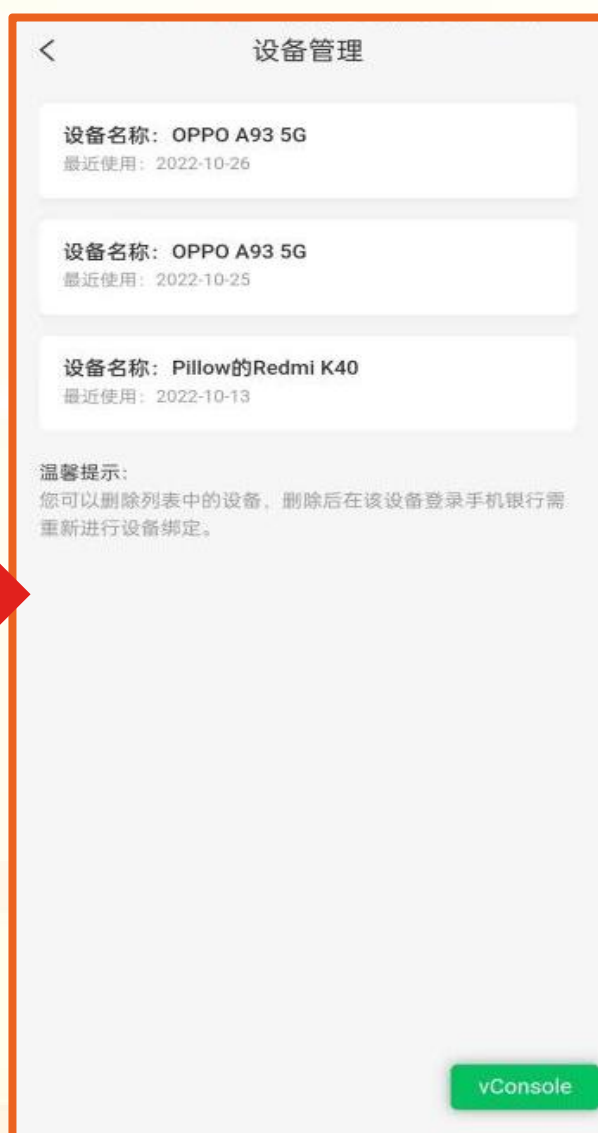 设备管理
设备名称：OPPO A93 5G
最近使用：2022-10-26
设备名称：OPPO A93 5G
最近使用：2022-10-25
设备名称：Pillow的Redmi K40
最近使用：2022-10-13
温馨提示：
您可以删除列表中的设备，删除后在该设备登录手机银行需
重新进行设备绑定。
vConsole